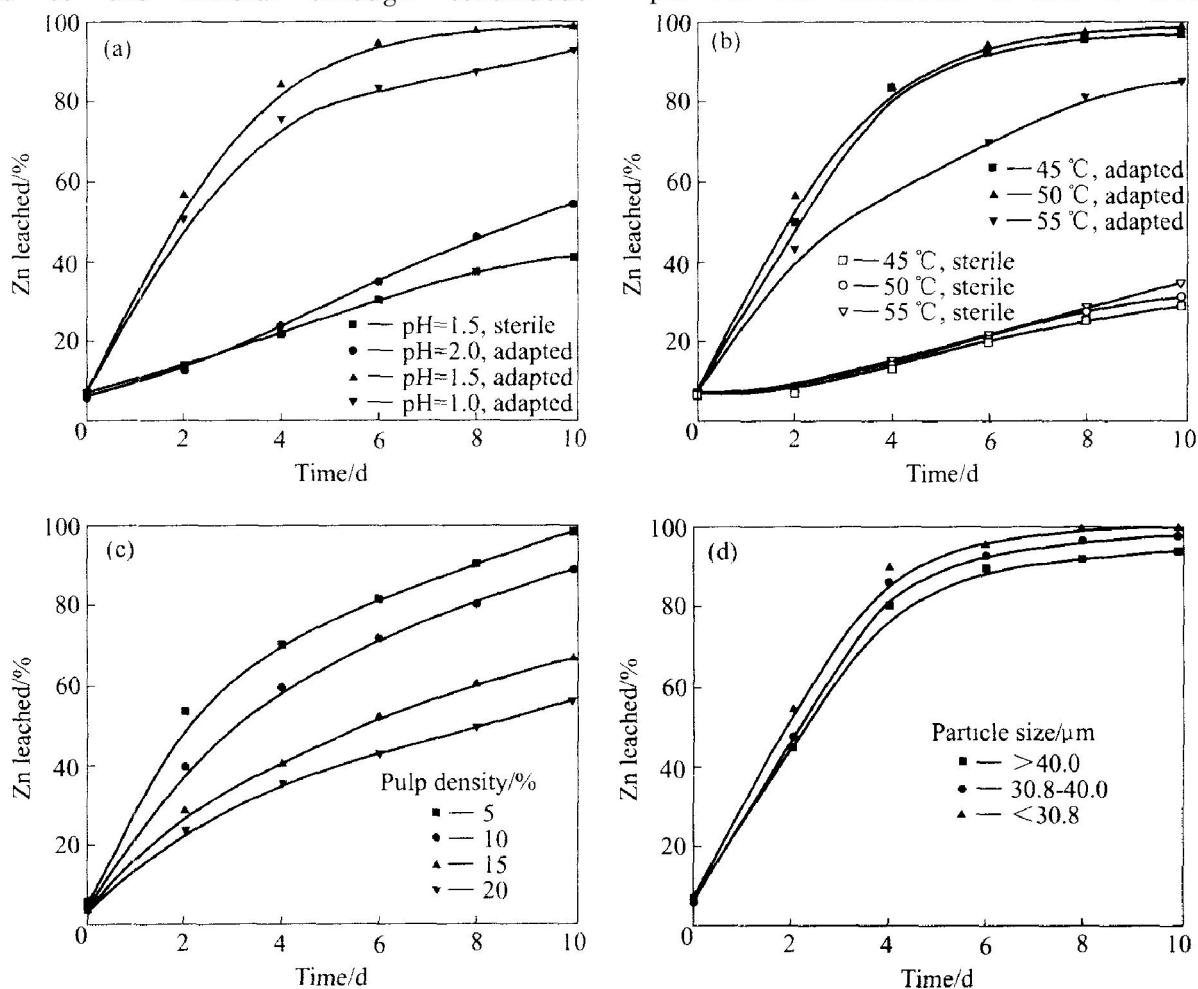 (a)
100
80
60
40
20
0
Zn leached/%
pH=1.5, sterile
pH=2.0, adapted
pH=1.5, adapted
pH=1.0, adapted
0 2 4 6 8 10
Time/d
(b)
100
80
60
40
20
0
Zn leached/%
45 ℃, adapted
50 ℃, adapted
55 ℃, adapted
45 ℃, sterile
50 ℃, sterile
55 ℃, sterile
2 4 6 8 10
Time/d
(c)
100
80
60
40
20
0
Zn leached/%
Pulp density/%
5
10
15
20
2 4 6 8 10
Time/d
(d)
100
80
60
40
20
0
Zn leached/%
Particle size/μm
>40.0
30.8-40.0
<30.8
2 4 6 8 10
Time/d